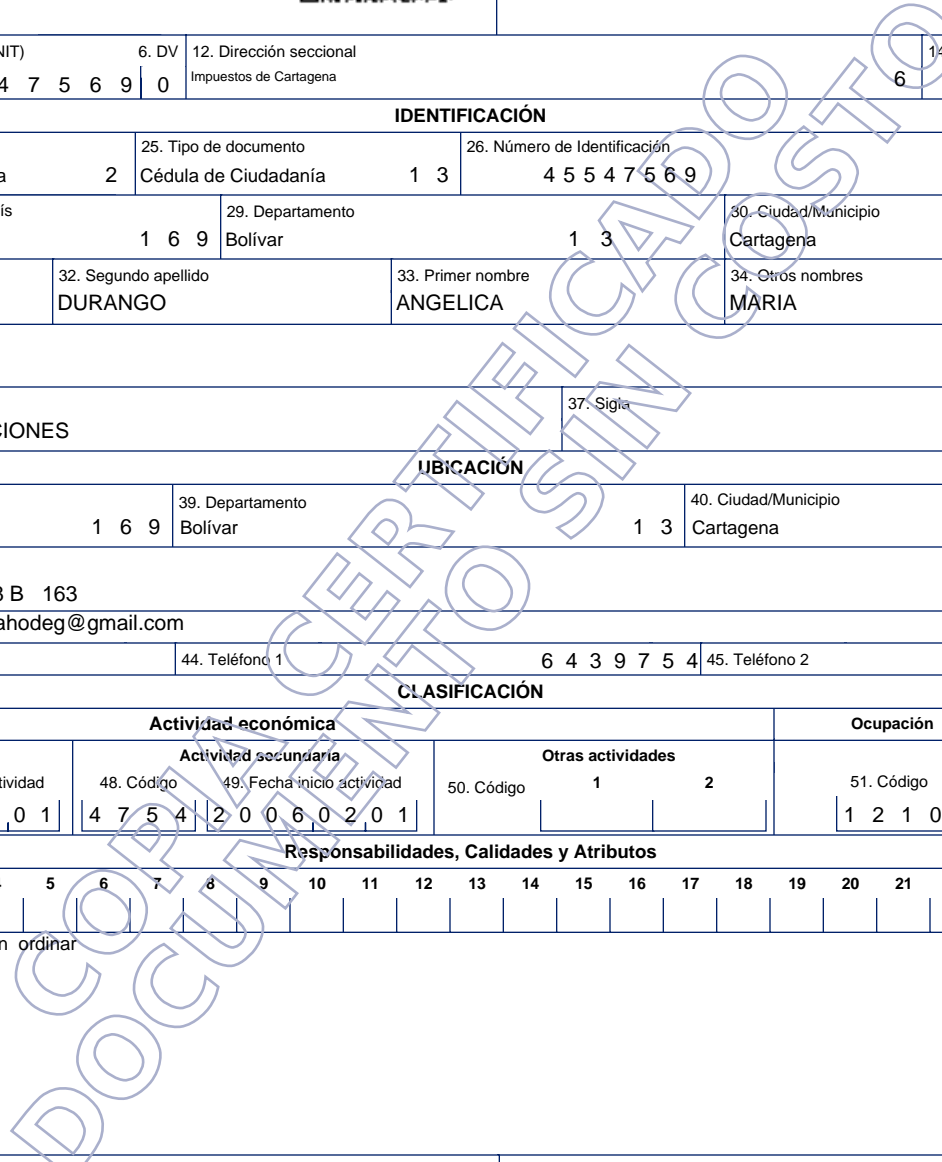 NIT) 6. DV 12. Dirección seccional 14
4 7 5 6 9 0 Impuestos de Cartagena 6
IDENTIFICACIÓN
25. Tipo de documento 26. Número de Identificación
a 2 Cédula de Ciudadanía 1 3 4 5 5 4 7 5 6 9
ís 29. Departamento 30. Ciudad/Municipio
1 6 9 Bolívar 1 3 Cartagena
32. Segundo apellido 33. Primer nombre 34. Otros nombres
DURANGO ANGELICA MARIA
37. Sigla
CIONES
UBICACIÓN
39. Departamento 40. Ciudad/Municipio
1 6 9 Bolívar 1 3 Cartagena
B 163
ahodeg@gmail.com
44. Teléfono 1 6 4 3 9 7 5 4 45. Teléfono 2
CLASIFICACIÓN
Actividad económica Ocupación
Actividad secundaria Otras actividades
tividad 48. Código 49. Fecha inicio actividad 50. Código 1 2 51. Código
0 1 4 7 5 4 2 0 0 6 0 2 0 1 1 2 1 0
Responsabilidades, Calidades y Atributos
5 6 7 8 9 10 11 12 13 14 15 16 17 18 19 20 21
n ordinar
COPIA CERTIFICADO
DOCUMENTO SIN COSTO